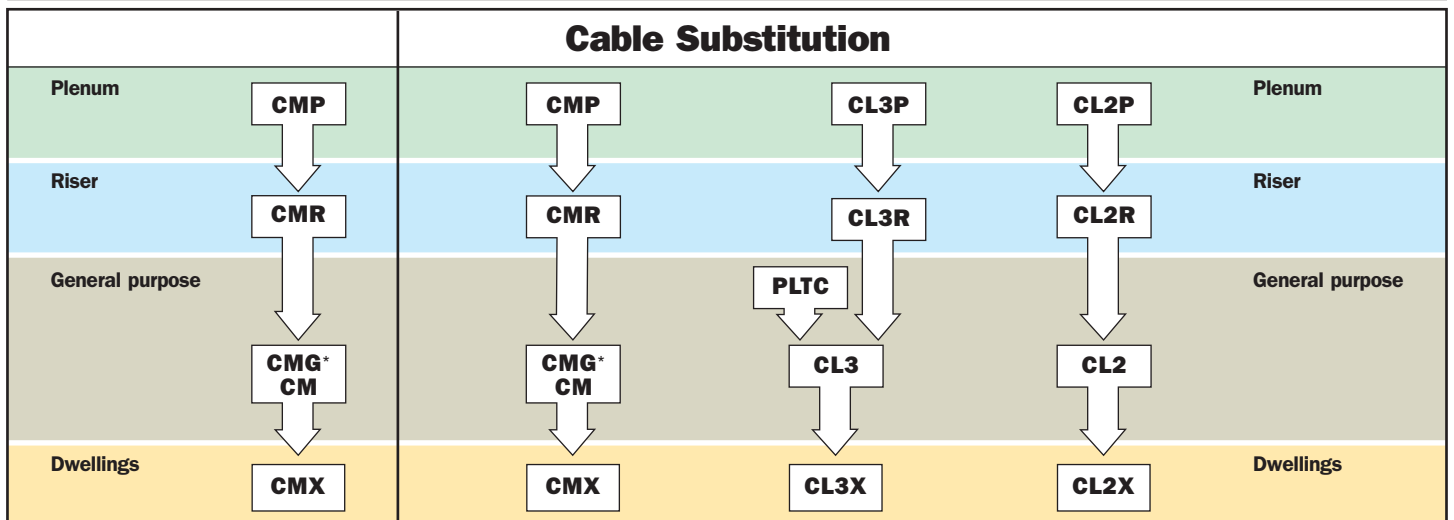 Cable Substitution
Plenum
CMP
CMP
CL3P
CL2P
Plenum
Riser
CMR
CMR
CL3R
CL2R
Riser
General purpose
PLTC
General purpose
CMG*
CM
CMG*
CM
CL3
CL2
Dwellings
CMX
CMX
CL3X
CL2X
Dwellings